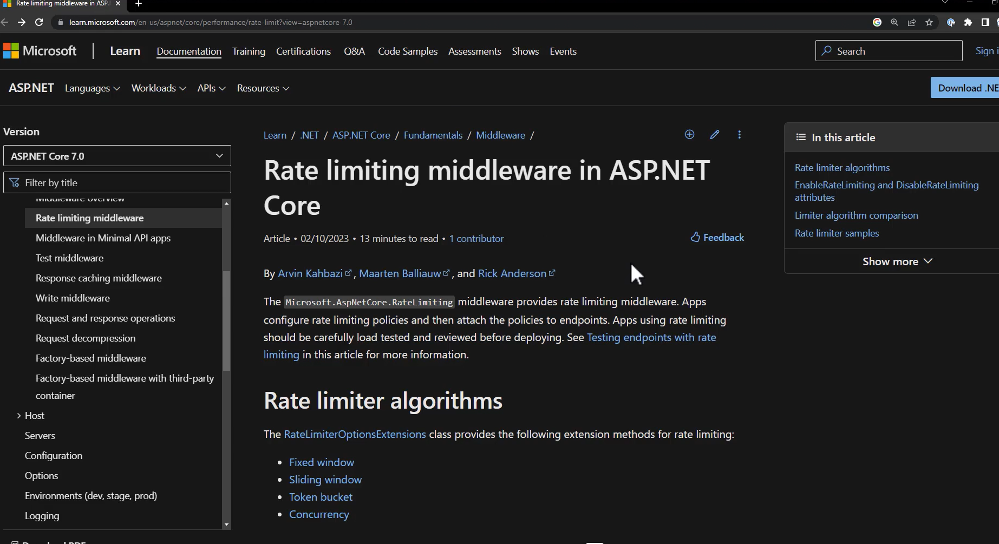 Rate limiting middleware in ASP.
learn.microsoft.com/en-us/aspnet/core/performance/rate-limit?view=aspnetcore-7.0
Microsoft
Learn Documentation Training Certifications Q&A Code Samples Assessments Shows Events
Search
Sign i
ASP.NET Languages Workloads APIs Resources
Download .NE
Version
ASP.NET Core 7.0
Filter by title
Middleware overview
Rate limiting middleware
Middleware in Minimal API apps
Test middleware
Response caching middleware
Write middleware
Request and response operations
Request decompression
Factory-based middleware
Factory-based middleware with third-party
container
Host
Servers
Configuration
Options
Environments (dev, stage, prod)
Logging
Download PDF
Learn / .NET / ASP.NET Core / Fundamentals / Middleware /
Rate limiting middleware in ASP.NET
Core
Article • 02/10/2023 • 13 minutes to read • 1 contributor
Feedback
By Arvin Kahbazi, Maarten Balliauw, and Rick Anderson
The Microsoft.AspNetCore.RateLimiting middleware provides rate limiting middleware. Apps
configure rate limiting policies and then attach the policies to endpoints. Apps using rate limiting
should be carefully load tested and reviewed before deploying. See Testing endpoints with rate
limiting in this article for more information.
Rate limiter algorithms
The RateLimiterOptionsExtensions class provides the following extension methods for rate limiting:
• Fixed window
• Sliding window
• Token bucket
• Concurrency
In this article
Rate limiter algorithms
EnableRateLimiting and DisableRateLimiting
attributes
Limiter algorithm comparison
Rate limiter samples
Show more